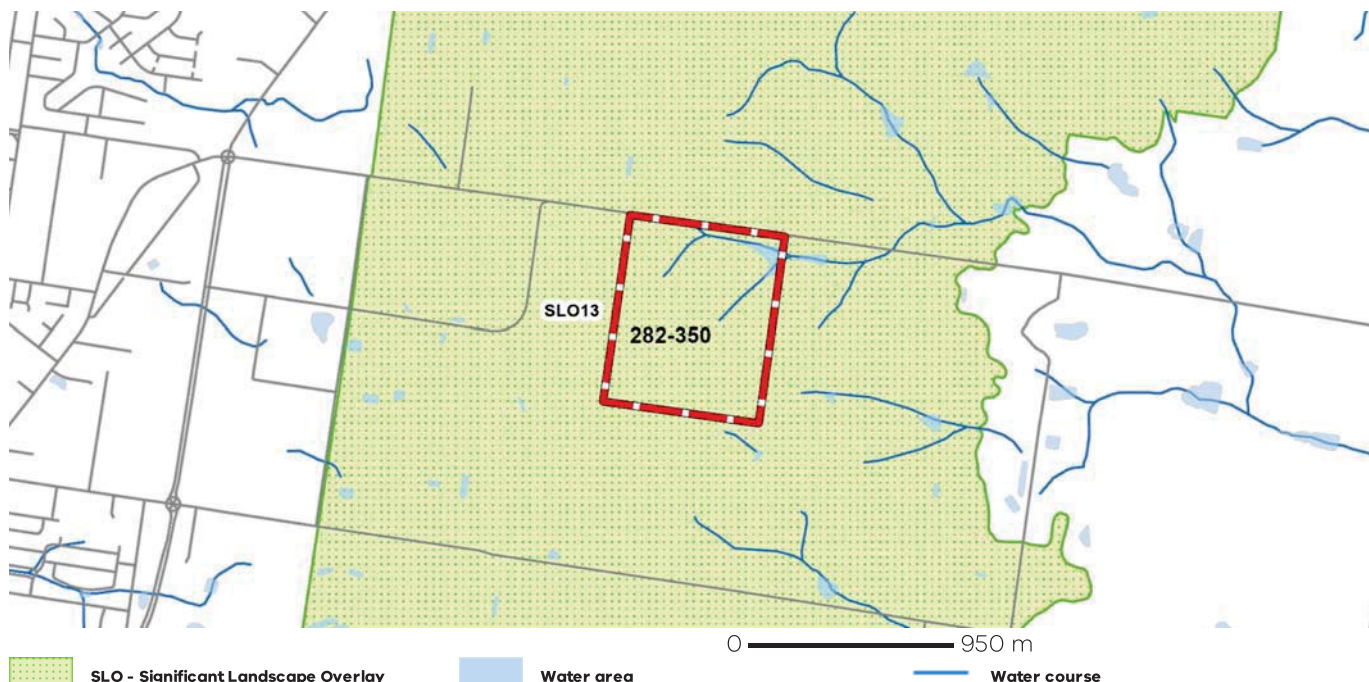 SLO13
282-350
0 950 m
SLO - Significant Landscape Overlay
Water area
Water course